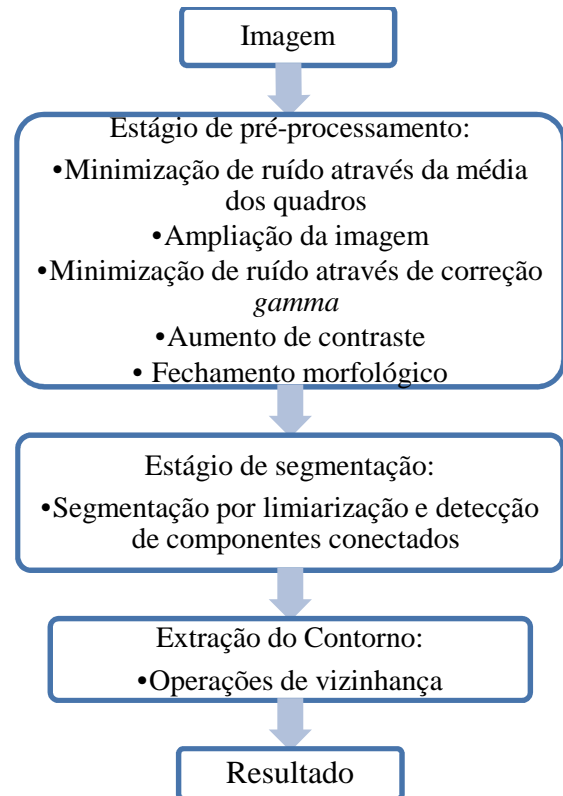 Imagem
Estágio de pré-processamento:
•Minimização de ruído através da média
dos quadros
•Ampliação da imagem
•Minimização de ruído através de correção
gamma
•Aumento de contraste
• Fechamento morfológico
Estágio de segmentação:
•Segmentação por limiarização e detecção
de componentes conectados
Extração do Contorno:
•Operações de vizinhança
Resultado